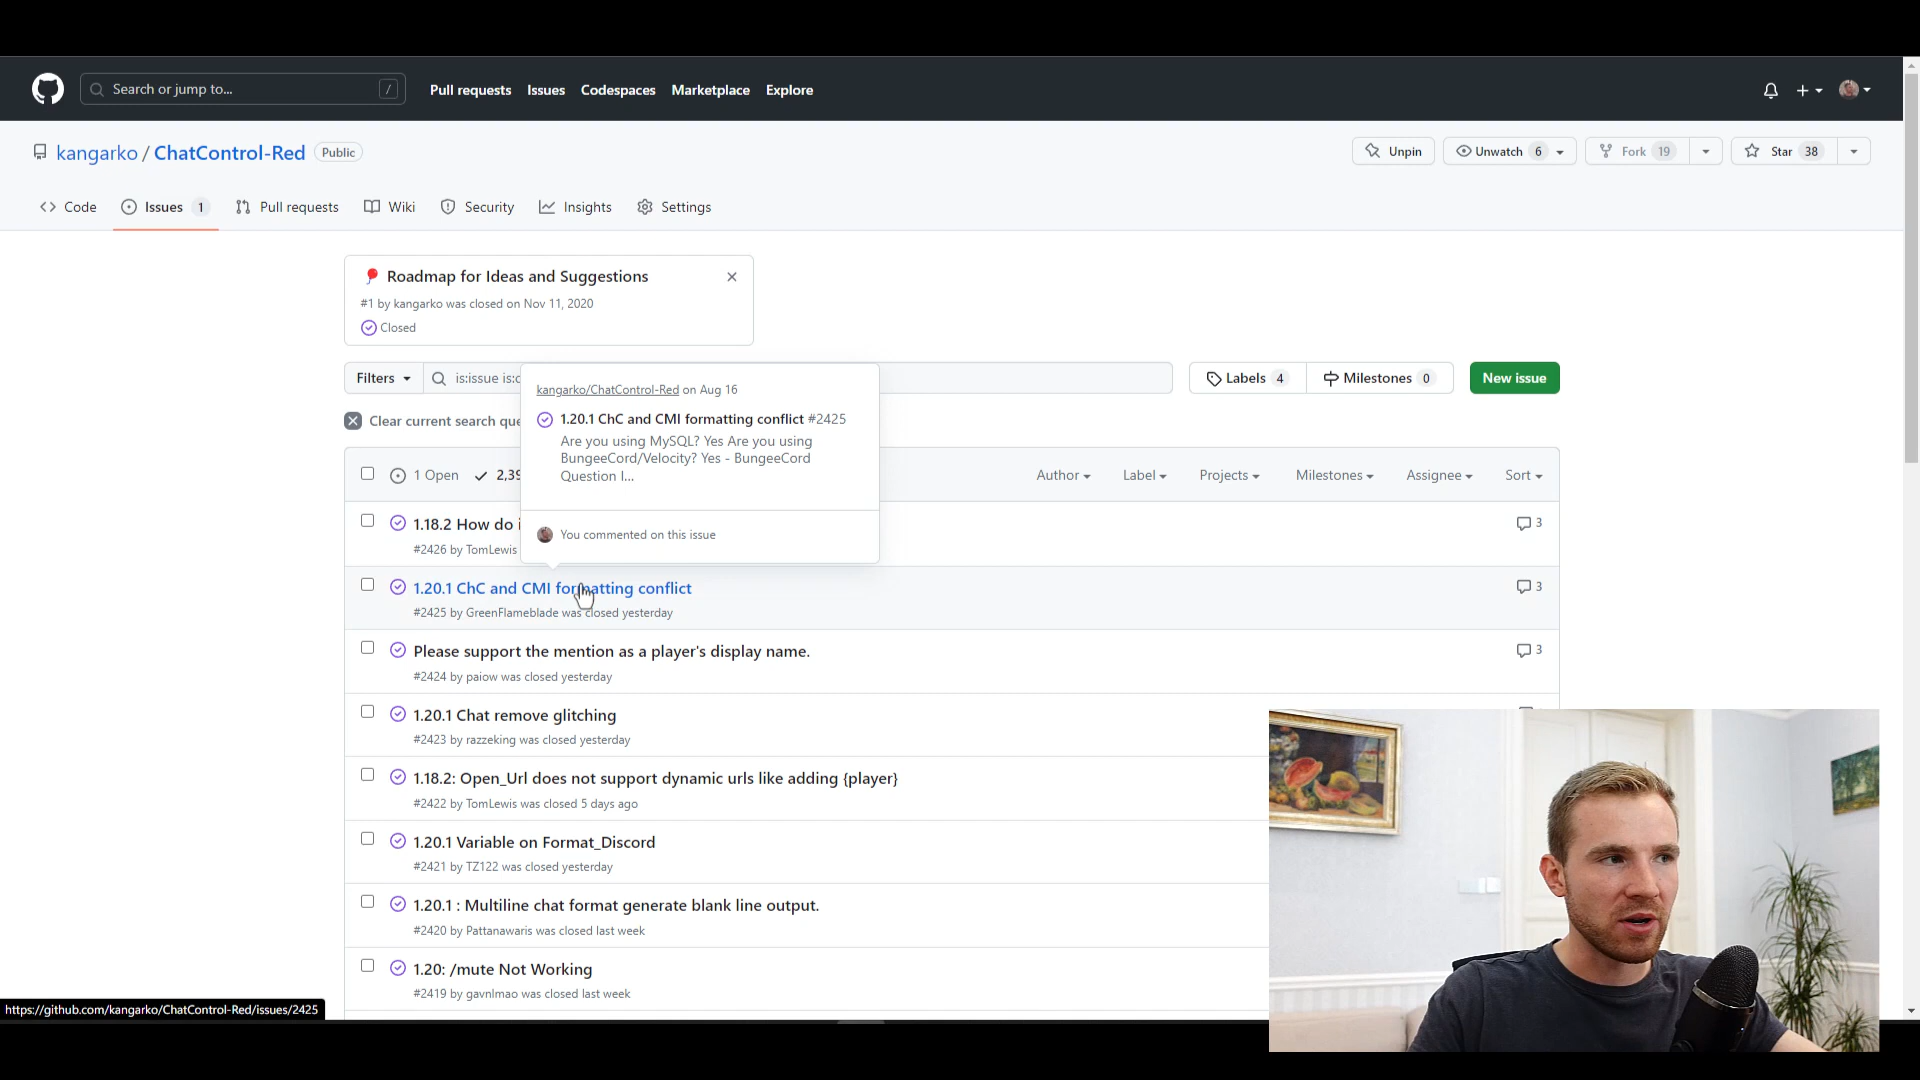 Search or jump to...
/
Pull requests
Issues
Codespaces
Marketplace
Explore
kangarko / ChatControl-Red
Public
Unpin
Unwatch 6
Fork 19
Star 38
Code
Issues 1
Pull requests
Wiki
Security
Insights
Settings
Roadmap for Ideas and Suggestions
#1 by kangarko was closed on Nov 11, 2020
Closed
Filters
is:issue is:c
Labels 4
Milestones 0
New issue
kangarko/ChatControl-Red on Aug 16
1.20.1 ChC and CMI formatting conflict #2425
Are you using MySQL? Yes Are you using
BungeeCord/Velocity? Yes - BungeeCord
Question I...
You commented on this issue
Clear current search que
1 Open
2,39
Author
Label
Projects
Milestones
Assignee
Sort
1.18.2 How do i
3
#2426 by TomLewis
1.20.1 ChC and CMI formatting conflict
3
#2425 by GreenFlameblade was closed yesterday
Please support the mention as a player's display name.
3
#2424 by paiow was closed yesterday
1.20.1 Chat remove glitching
#2423 by razzeking was closed yesterday
1.18.2: Open_Url does not support dynamic urls like adding {player}
#2422 by TomLewis was closed 5 days ago
1.20.1 Variable on Format_Discord
#2421 by TZ122 was closed yesterday
1.20.1 : Multiline chat format generate blank line output.
#2420 by Pattanawaris was closed last week
1.20: /mute Not Working
#2419 by gavnlmao was closed last week
https://github.com/kangarko/ChatControl-Red/issues/2425